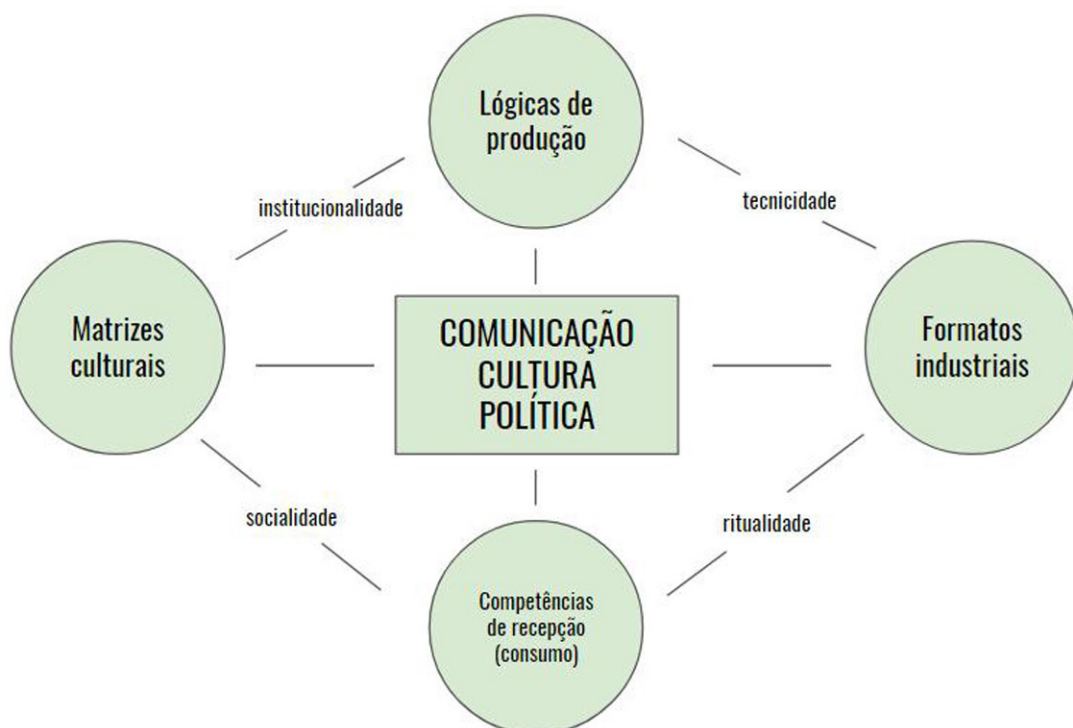 Lógicas de
produção
institucionalidade
tecnicidade
Matrizes
culturais
COMUNICAÇÃO
CULTURA
POLÍTICA
Formatos
industriais
socialidade
ritualidade
Competências
de recepção
(consumo)